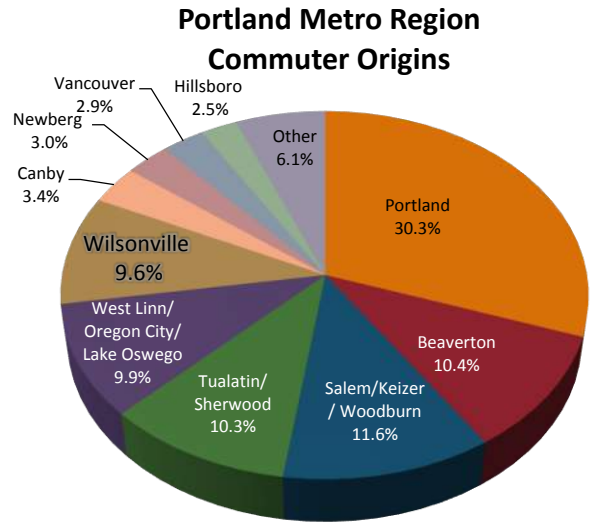 Portland Metro Region
Commuter Origins
Vancouver
2.9%
Hillsboro
2.5%
Newberg
3.0%
Canby
3.4%
Other
6.1%
Portland
30.3%
Wilsonville
9.6%
West Linn/
Oregon City/
Lake Oswego
9.9%
Beaverton
10.4%
Tualatin/
Sherwood
10.3%
Salem/Keizer
/ Woodburn
11.6%